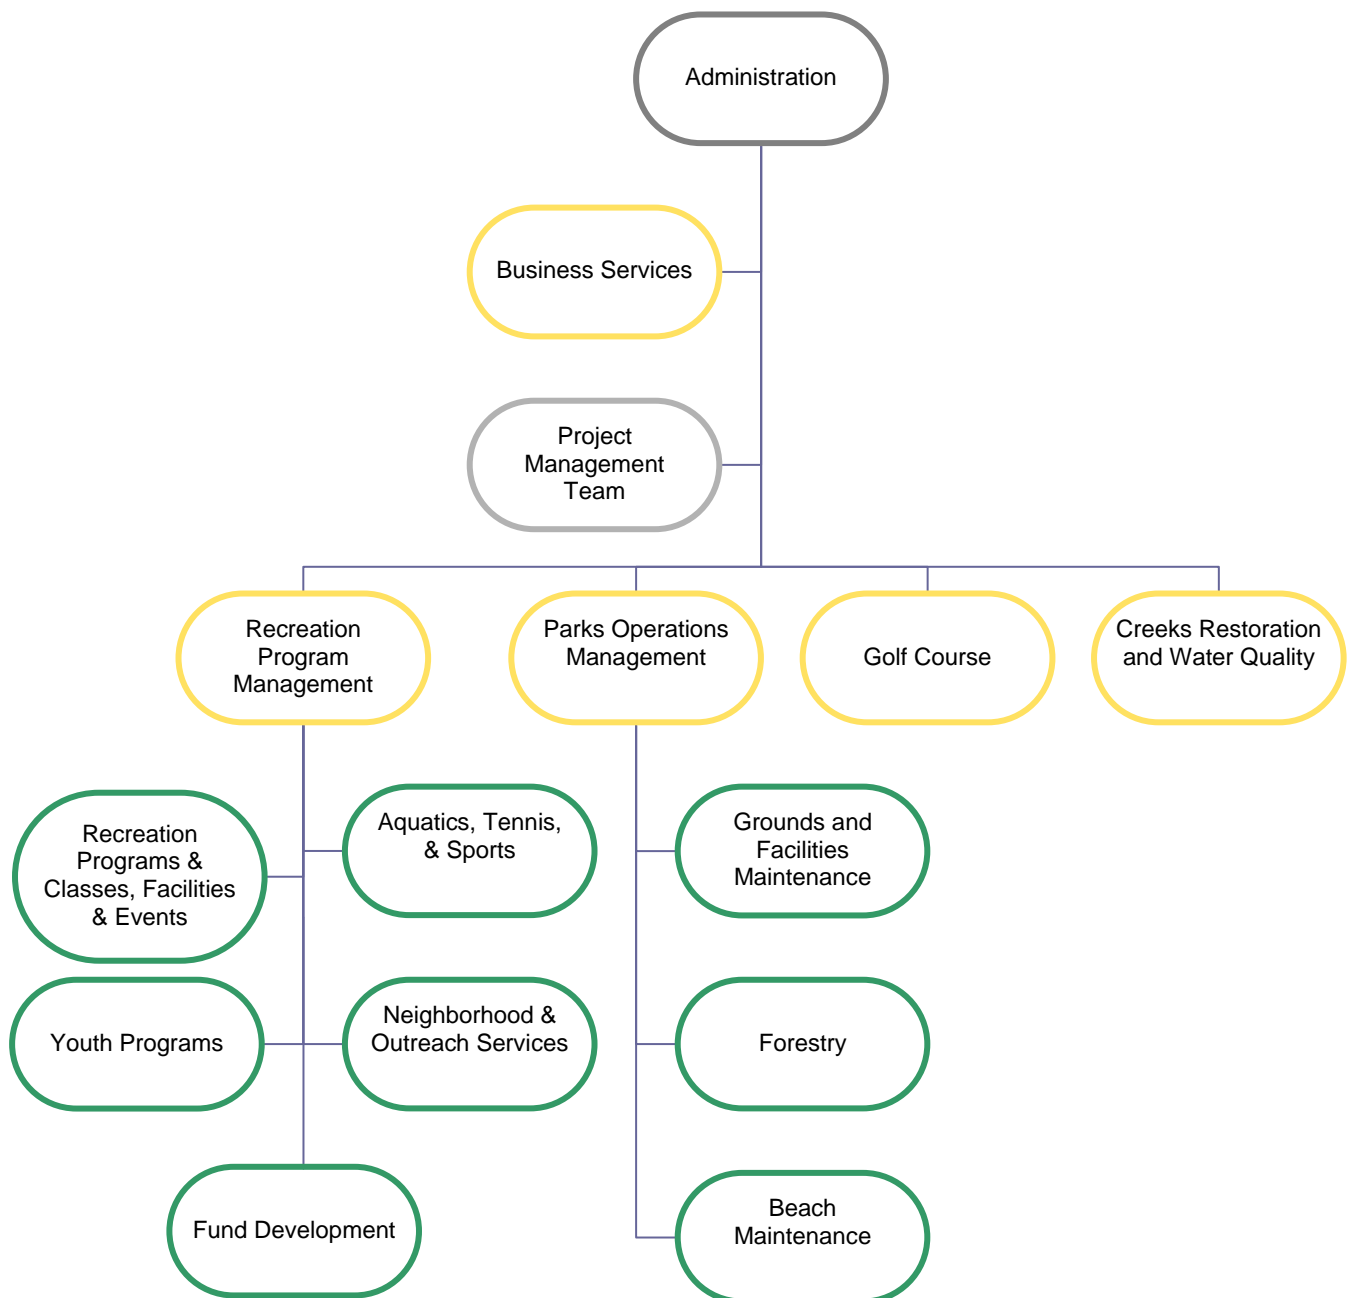 Administration
Business Services
Project
Management
Team
Recreation
Program
Management
Parks Operations
Management
Golf Course
Creeks Restoration
and Water Quality
Recreation
Programs &
Classes, Facilities
& Events
Aquatics, Tennis,
& Sports
Grounds and
Facilities
Maintenance
Youth Programs
Neighborhood &
Outreach Services
Forestry
Fund Development
Beach
Maintenance